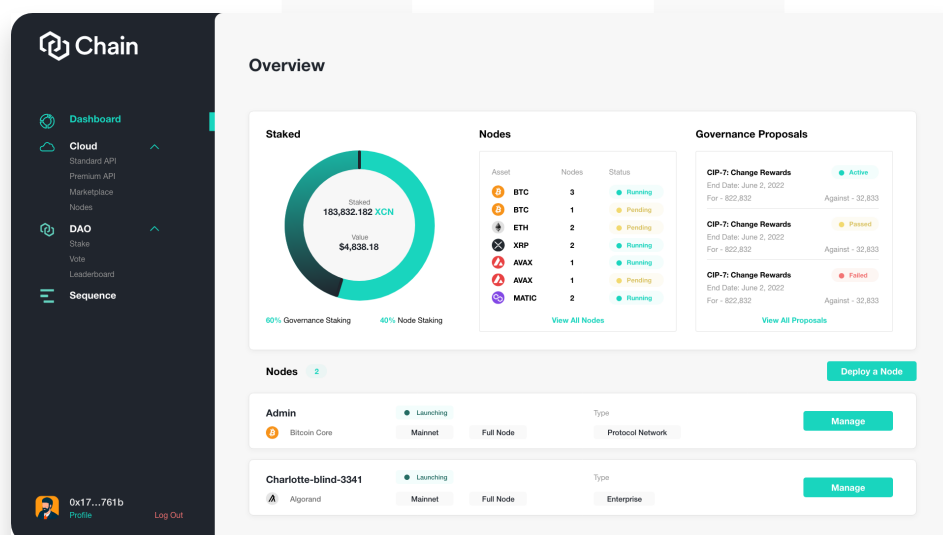 Chain
Dashboard
Cloud
Standard API
Premium API
Marketplace
Nodes
DAO
Stake
Vote
Leaderboard
Sequence
0x17...761b
Profile
Log Out
Overview
Staked
Staked
183,832.182 XCN
Value
$4,838.18
60% Governance Staking 40% Node Staking
Nodes
Asset Nodes Status
BTC 3 Running
BTC 1 Pending
ETH 2 Pending
XRP 2 Running
AVAX 1 Running
AVAX 1 Pending
MATIC 2 Running
View All Nodes
Governance Proposals
CIP-7: Change Rewards Active
End Date: June 2, 2022
For - 822,832 Against - 32,833
CIP-7: Change Rewards Passed
End Date: June 2, 2022
For - 822,832 Against - 32,833
CIP-7: Change Rewards Failed
End Date: June 2, 2022
For - 822,832 Against - 32,833
View All Proposals
Nodes 2
Deploy a Node
Admin Launching Type
Bitcoin Core Mainnet Full Node Protocol Network
Manage
Charlotte-blind-3341 Launching Type
Algorand Mainnet Full Node Enterprise
Manage